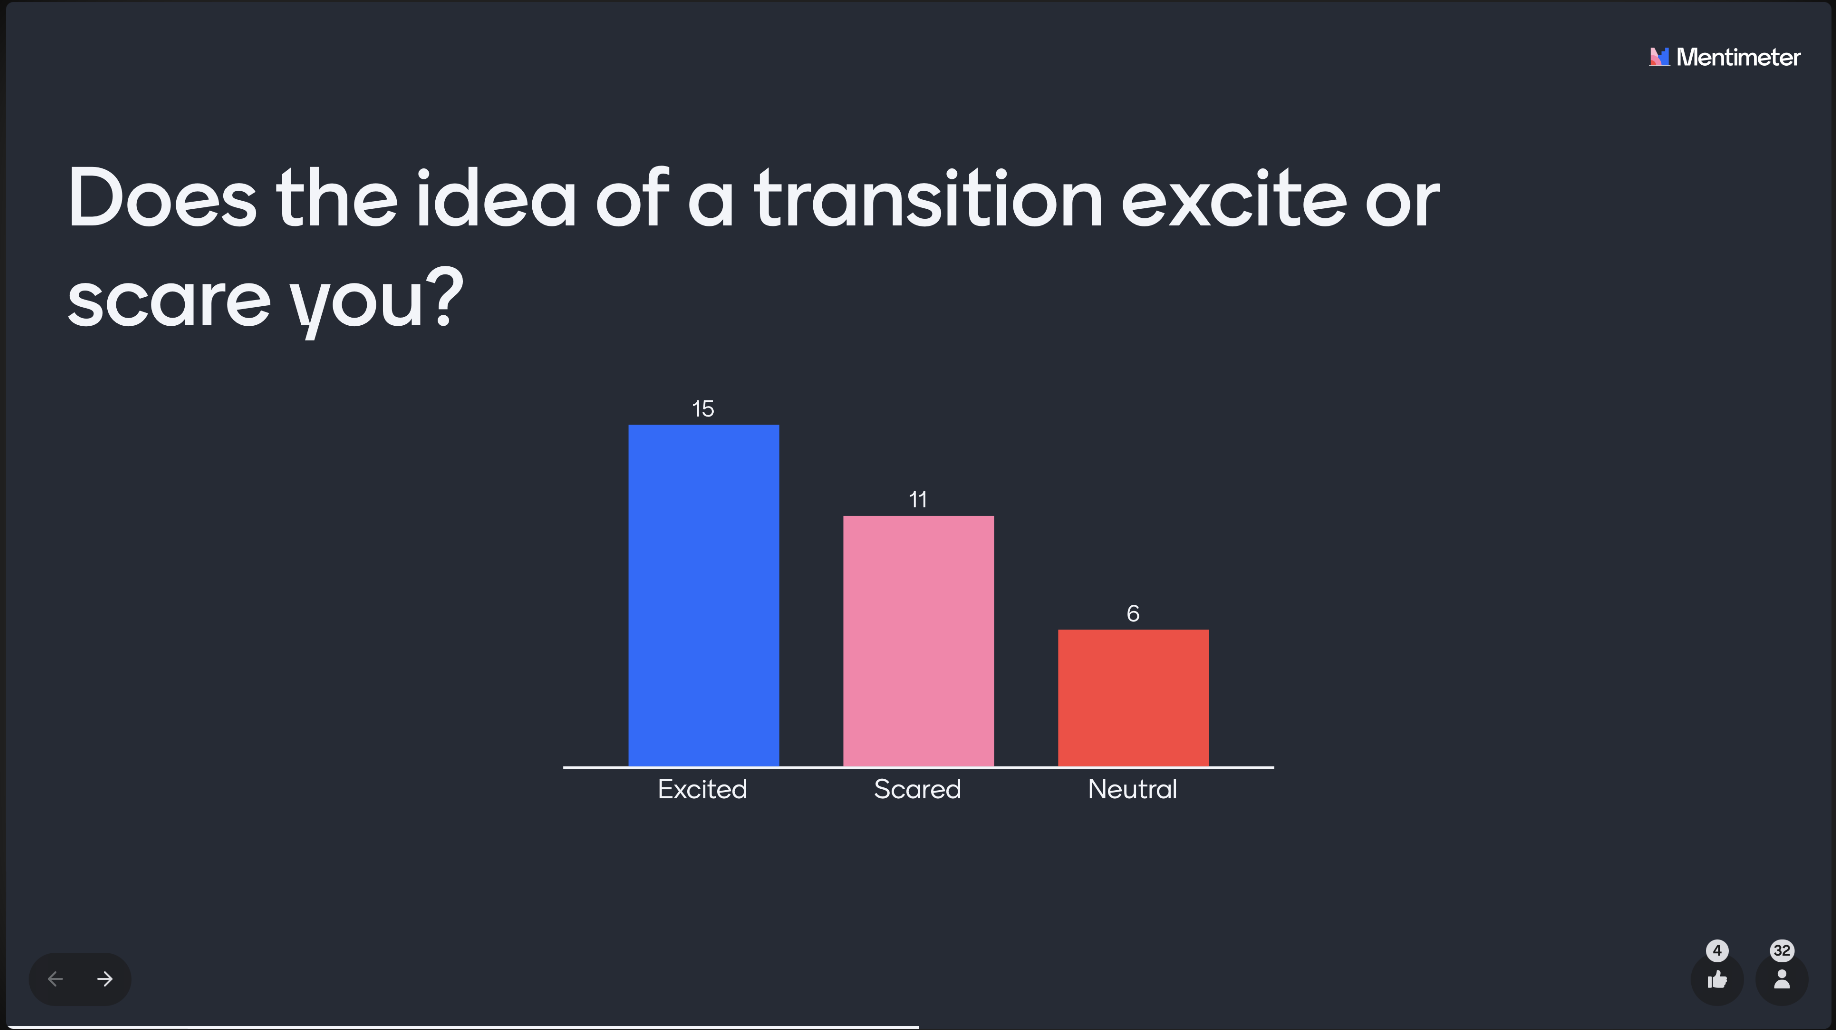 Mentimeter
Does the idea of a transition excite or
scare you?
15
11
6
Excited
Scared
Neutral
4
32